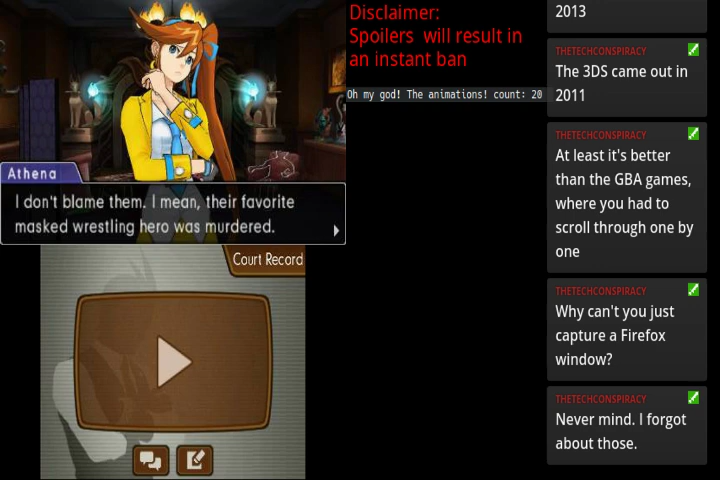 Athena
I don't blame them. I mean, their favorite
masked wrestling hero was murdered.
Court Record
Disclaimer:
Spoilers will result in
an instant ban
Oh my god! The animations! count: 20
2013
THETECHCONSPIRACY
The 3DS came out in
2011
THETECHCONSPIRACY
At least it's better
than the GBA games,
where you had to
scroll through one by
one
THETECHCONSPIRACY
Why can't you just
capture a Firefox
window?
THETECHCONSPIRACY
Never mind. I forgot
about those.